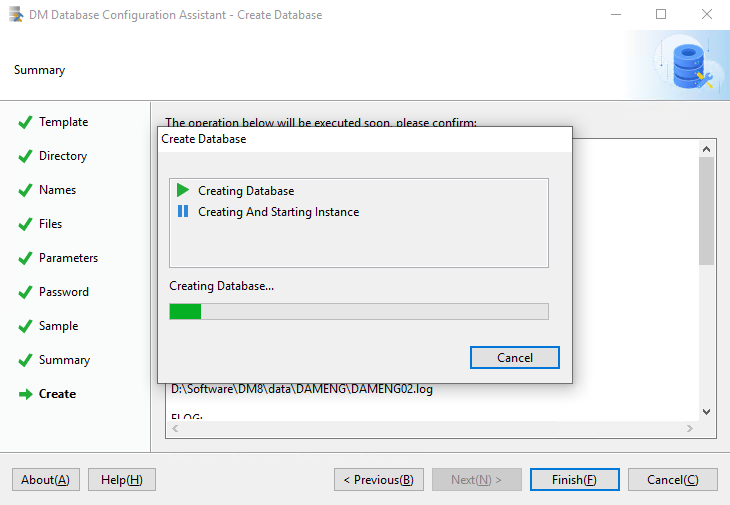 DM Database Configuration Assistant - Create Database
Summary
Template
Directory
Names
Files
Parameters
Password
Sample
Summary
Create
The operation below will be executed soon, please confirm:
Create Database
Creating Database
Creating And Starting Instance
Creating Database...
Cancel
D:\Software\DM8\data\DAMENG\DAMENG02.log
ELOG:
About(A)
Help(H)
< Previous(B)
Next(N) >
Finish(F)
Cancel(C)